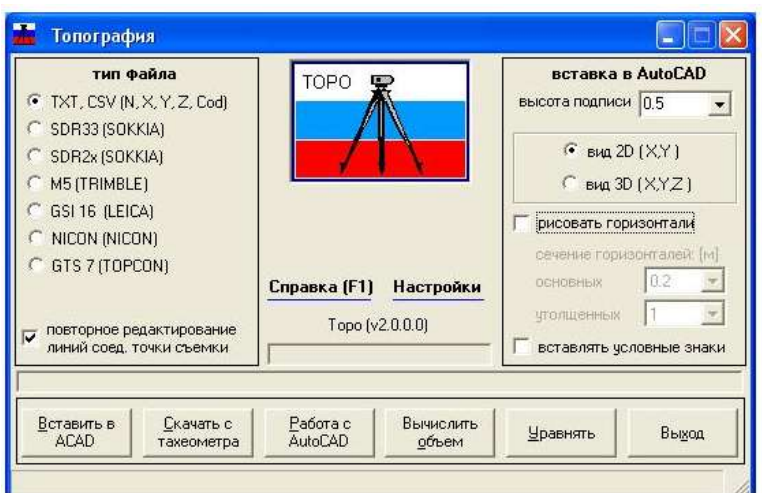 Топография
тип файла
TXT, CSV (N, X, Y, Z, Cod)
SDR33 (SOKKIA)
SDR2x (SOKKIA)
M5 (TRIMBLE)
GSI 16 (LEICA)
NICON (NICON)
GTS 7 (TOPCON)
повторное редактирование
линий соед. точки съемки
TOPO
Справка (F1) Настройки
Topo (v2.0.0.0)
вставка в AutoCAD
высота подписи 0.5
вид 2D ( X,Y )
вид 3D ( X,Y,Z )
рисовать горизонтали
сечение горизонталей: [м]
основных 0.2
утолщенных 1
вставлять условные знаки
Вставить в
ACAD
Скачать с
тахеометра
Работа с
AutoCAD
Вычислить
объем
Уравнять
Выход